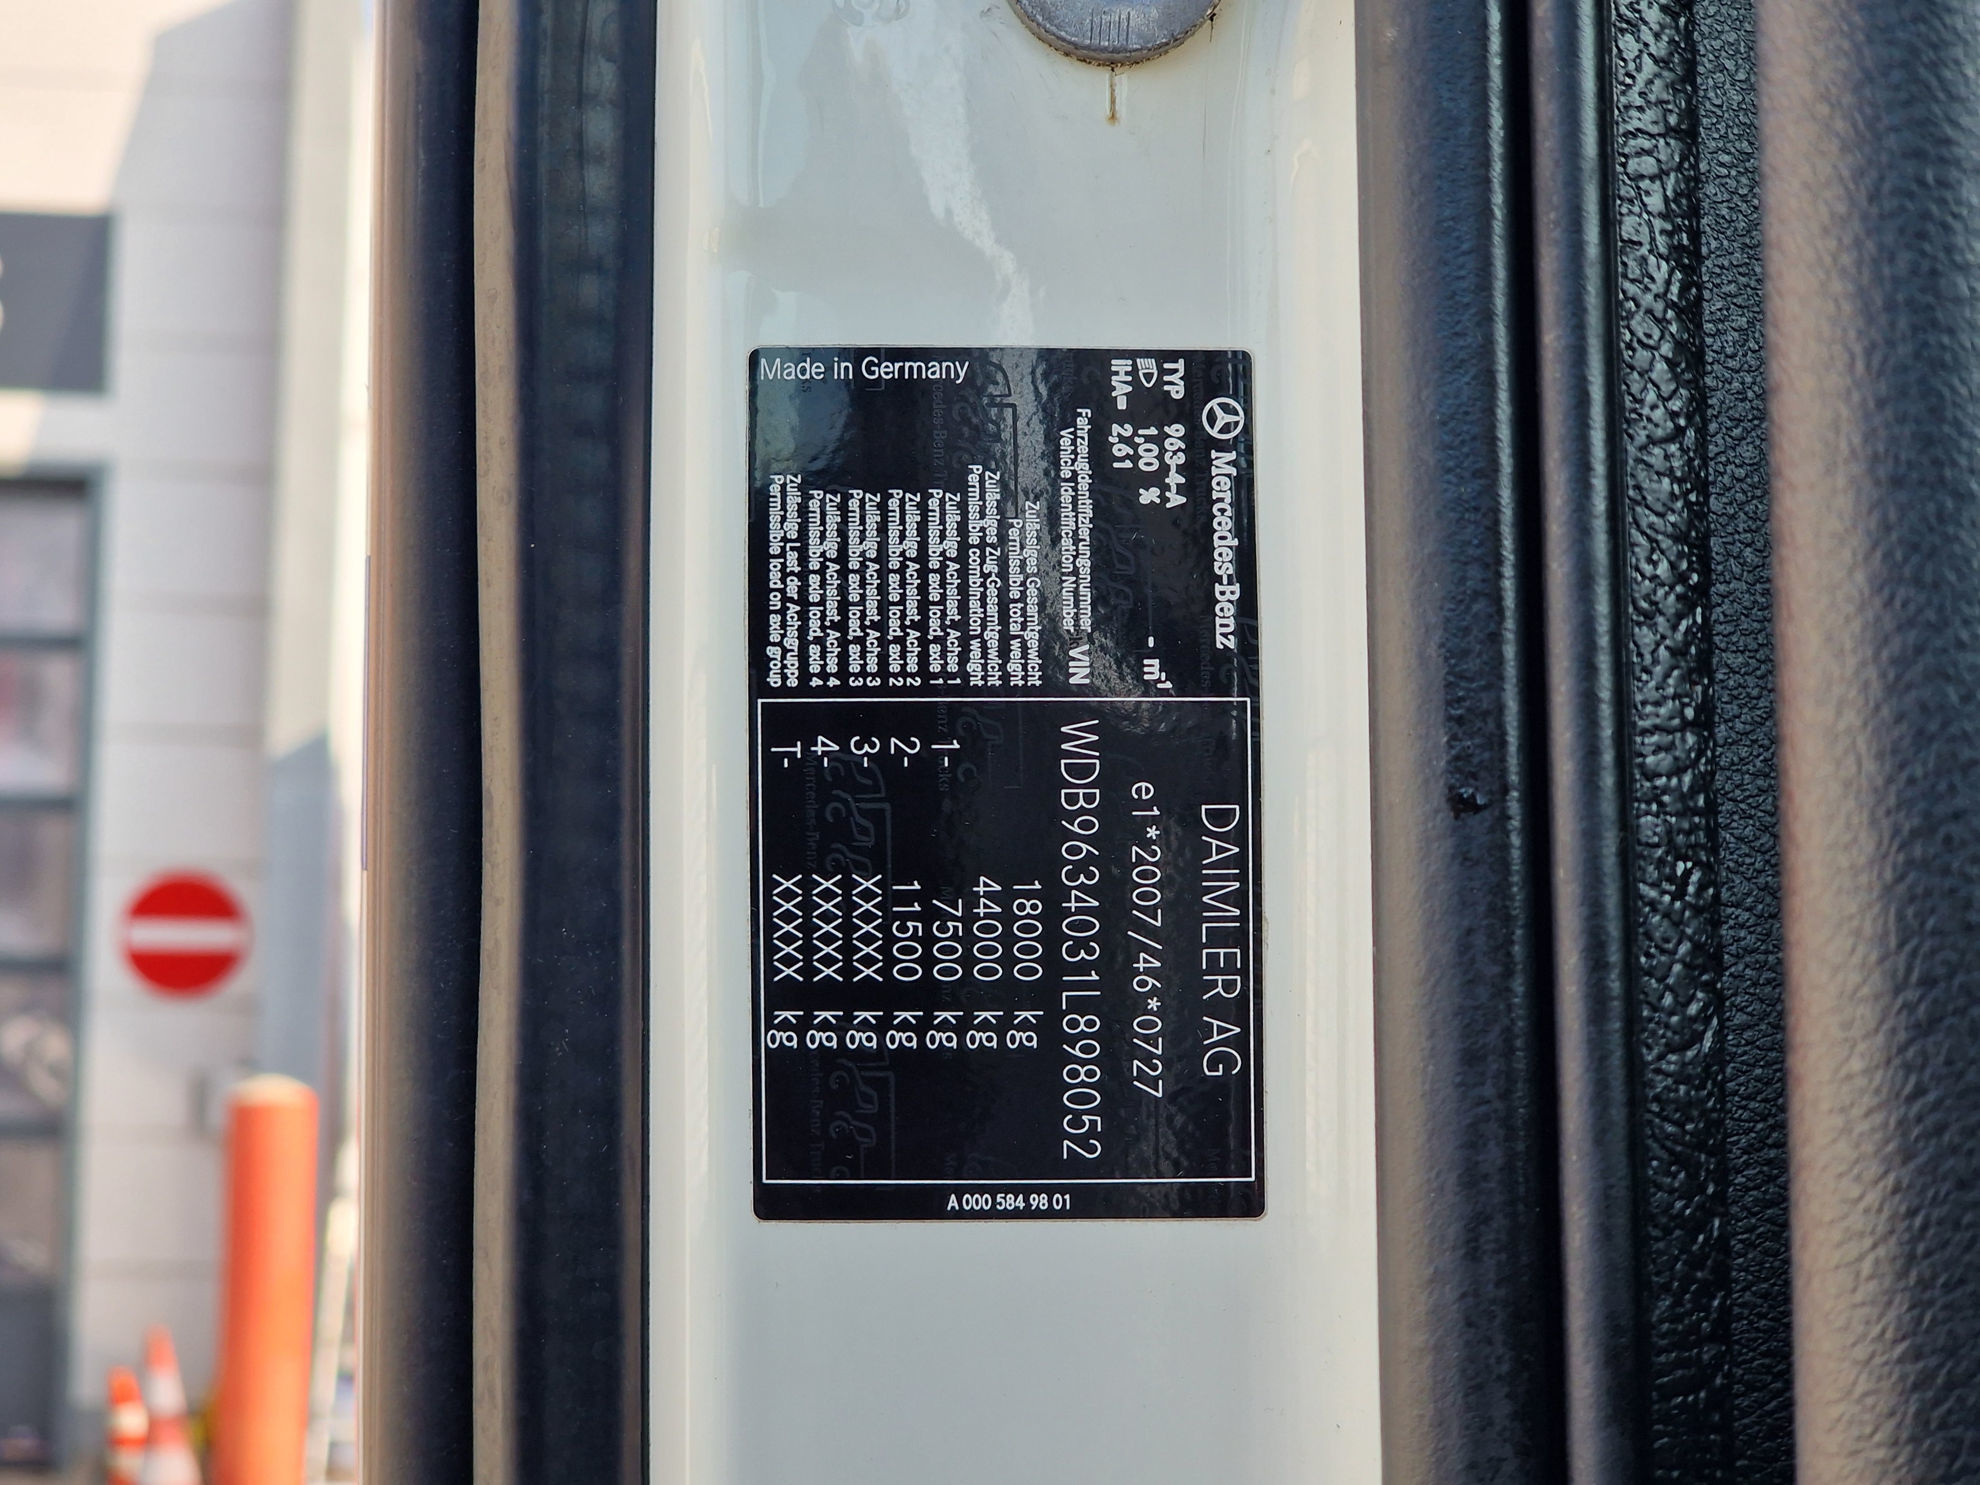 Mercedes-Benz DAIMLER AG
TYP 963-4-A
1,00 % - m⁻¹ e1*2007/46*0727
IHA= 2,61
Fahrzeugidentifizierungsnummer
Vehicle Identification Number VIN WDB9634031L898052
Zulässiges Gesamtgewicht
Permissible total weight 18000 kg
Zulässiges Zug-Gesamtgewicht
Permissible combination weight 44000 kg
Zulässige Achslast, Achse 1
Permissible axle load, axle 1 1- 7500 kg
Zulässige Achslast, Achse 2
Permissible axle load, axle 2 2- 11500 kg
Zulässige Achslast, Achse 3
Permissible axle load, axle 3 3- XXXXX kg
Zulässige Achslast, Achse 4
Permissible axle load, axle 4 4- XXXXX kg
Zulässige Last der Achsgruppe
Permissible load on axle group T- XXXXX kg
Made in Germany
A 000 584 98 01